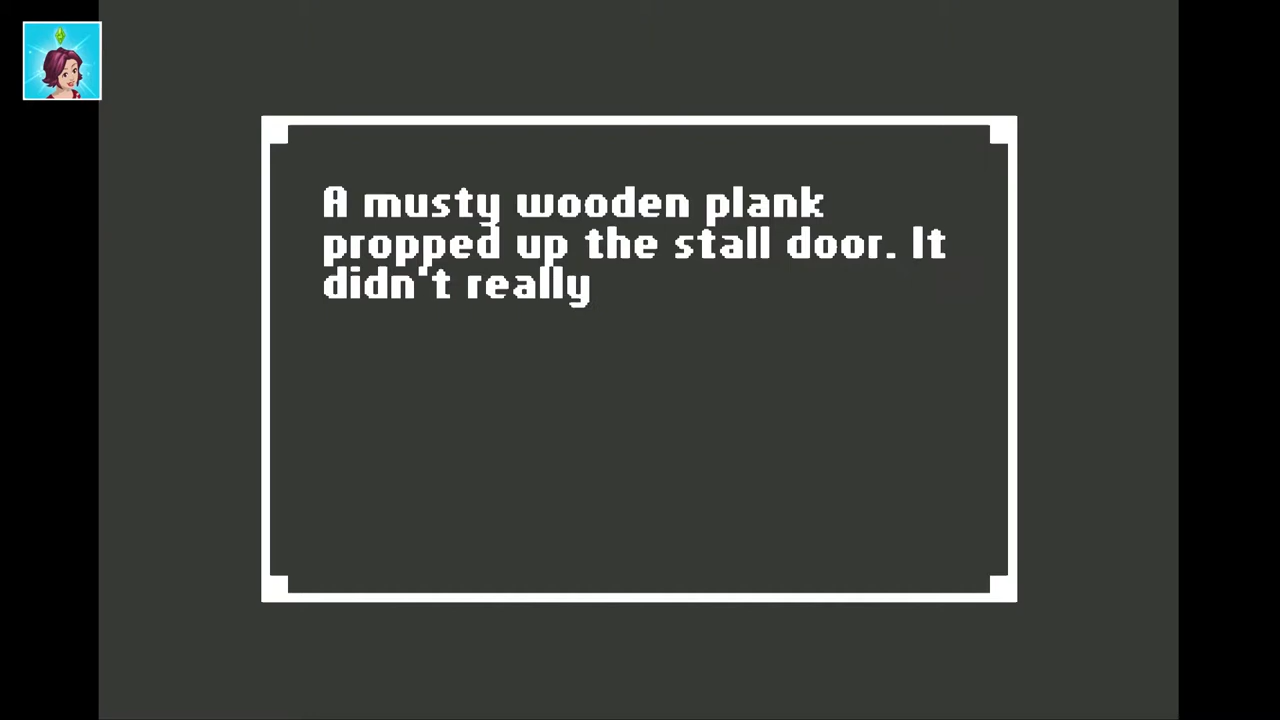 A musty wooden plank
propped up the stall door. It
didn't really